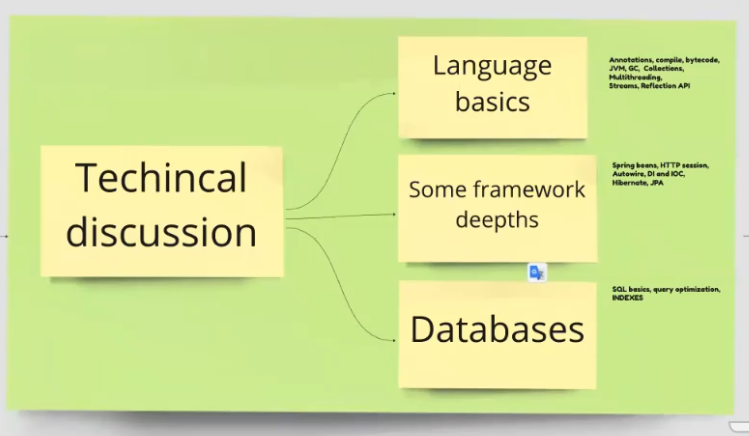 Techincal
discussion
Language
basics
Annotations, compile, bytecode,
JVM, GC, Collections,
Multithreading,
Streams, Reflection API
Some framework
deepths
Spring beans, HTTP session,
Autowire, DI and IOC,
Hibernate, JPA
Databases
SQL basics, query optimization,
INDEXES